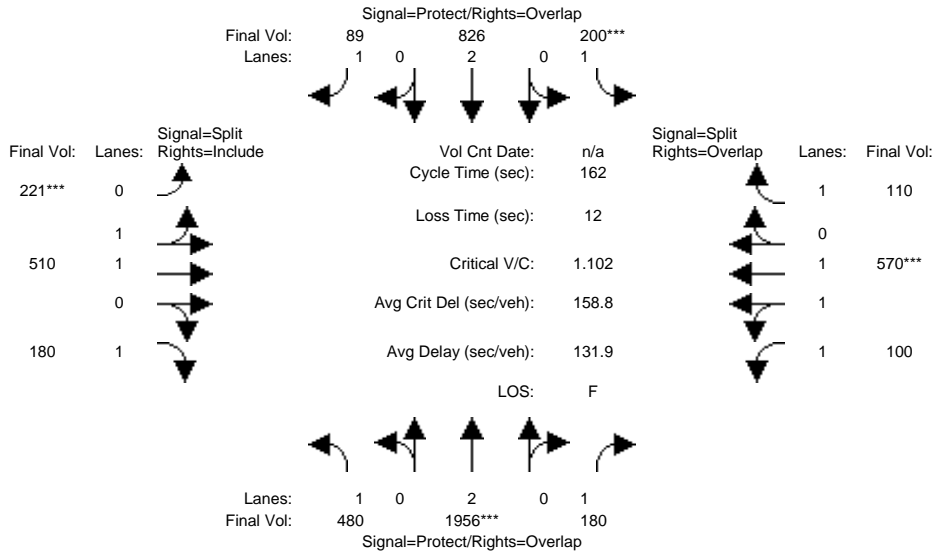 Signal=Protect/Rights=Overlap
Final Vol: 89 826 200***
Lanes: 1 0 2 0 1
Signal=Split
Final Vol: Lanes: Rights=Include
Vol Cnt Date: n/a
Signal=Split
Rights=Overlap Lanes: Final Vol:
Cycle Time (sec): 162
221*** 0
1 110
Loss Time (sec): 12
1
0
510 1
Critical V/C: 1.102
1 570***
0
Avg Crit Del (sec/veh): 158.8
1
180 1
Avg Delay (sec/veh): 131.9
1 100
LOS: F
Lanes: 1 0 2 0 1
Final Vol: 480 1956*** 180
Signal=Protect/Rights=Overlap